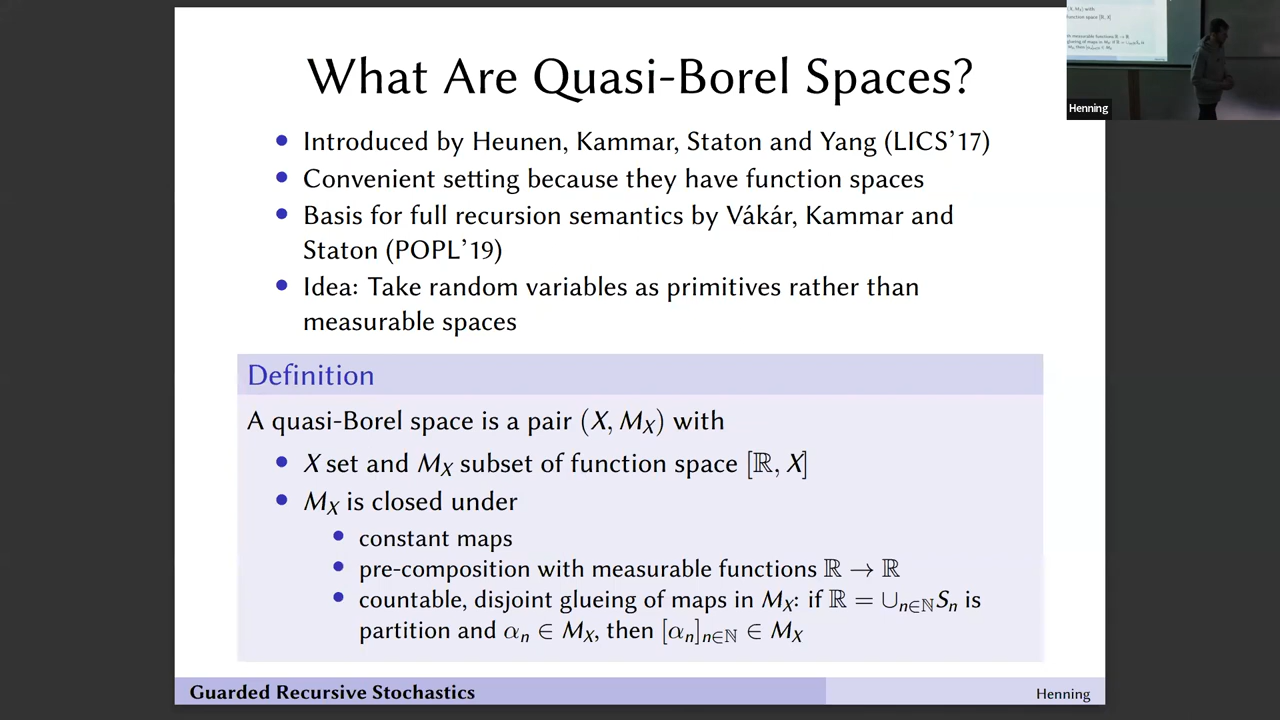 What Are Quasi-Borel Spaces?
• Introduced by Heunen, Kammar, Staton and Yang (LICS’17)
• Convenient setting because they have function spaces
• Basis for full recursion semantics by Vákár, Kammar and
Staton (POPL’19)
• Idea: Take random variables as primitives rather than
measurable spaces
Definition
A quasi-Borel space is a pair (X, M_X) with
• X set and M_X subset of function space [ℝ, X]
• M_X is closed under
• constant maps
• pre-composition with measurable functions ℝ → ℝ
• countable, disjoint glueing of maps in M_X: if ℝ = ∪_{n∈ℕ}S_n is
partition and α_n ∈ M_X, then [α_n]_{n∈ℕ} ∈ M_X
Guarded Recursive Stochastics
Henning
Henning